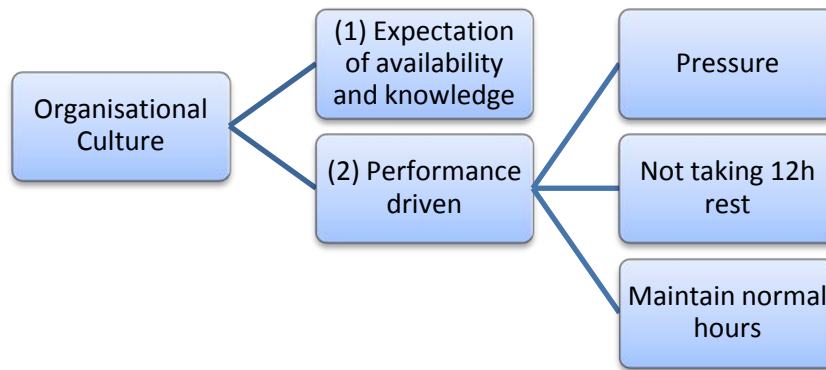 Organisational
Culture
(1) Expectation
of availability
and knowledge
(2) Performance
driven
Pressure
Not taking 12h
rest
Maintain normal
hours